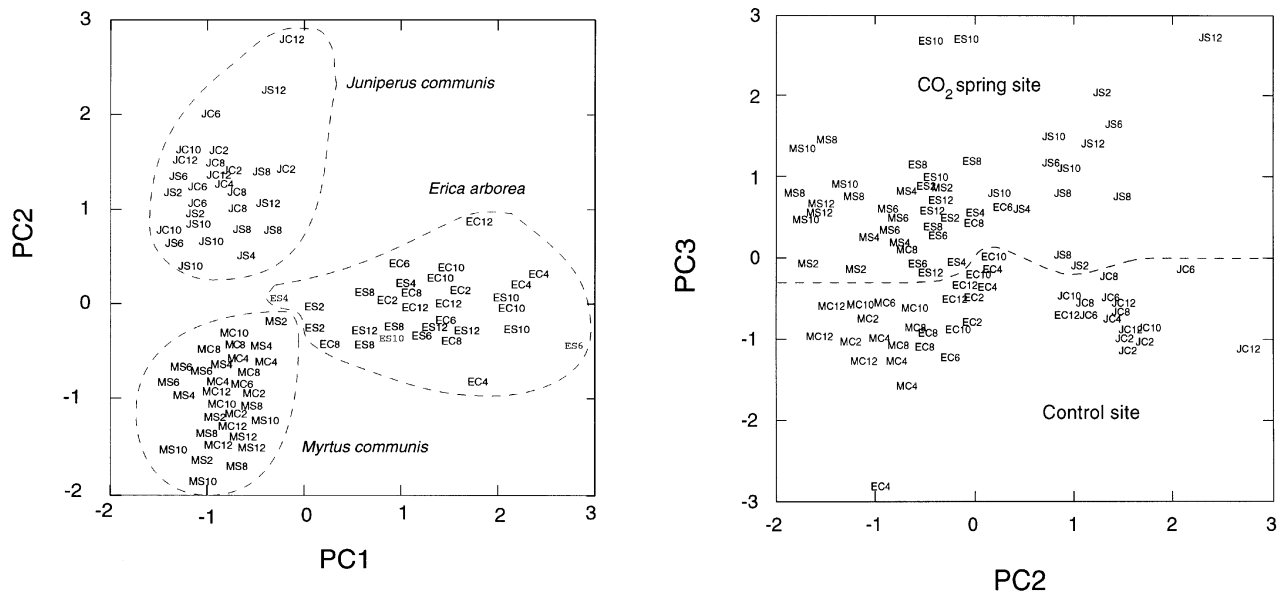 3
JC12
Juniperus communis
JS12
2
JC6
JC10 JC2
JC12 JC8
JC2 JS8 JC2
JS6 JC12
JC4
JS2 JC6 JC8
1
JC6 JC8 JS12
JS2
JS10
JC10 JS8 JS8
JS6 JS10
JS4
JS10
Erica arborea
EC12
EC6 EC10 EC4
EC10
ES4
ES8 EC8 EC2
0
ES4 ES2 EC2 EC12 EC12 ES10 EC10
MS2 EC6
ES2 ES12 ES8 ES12 ES12 ES10
MC10 ES10 ES6
EC8 ES8 EC8 ES6
MC8 MC8 MS4
MC4 MC4
MS6 MS6 MS4 MC8
MS6 MC4 MC6 EC4
MS4 MC12 MC2
-1
MC10 MS8
MS2 MC2 MS10
MC12
MS8 MS12
MC12 MS12
MS10
MS2 MS8
MS10
Myrtus communis
-2
-2 -1 0 1 2 3
PC1
PC2
3
ES10 ES10 JS12
CO2 spring site
2
JS2
JS6
MS8 JS10 JS12
MS10
ES8 ES8 JS6 JS10
1
MS10 ES10
MS8 MS8 MS4 ES2 MS2 JS10 JS8 JS8
MS12 ES12
MS12 MS6 ES12 ES4 EC6 JS4
MS10 MS6 MS2
MS6 ES8 EC8
MS4 ES6
MS4
MC8
0
EC10 JS8
MS2 MS2 ES6 ES4 EC4 JS2
ES12 EC10 JC8 JC6
EC12 EC4
EC12 EC2 JC10 JC6
MC12 MC10 MC6 MC10 JC12
EC12 JC6 JC8
MC2 EC2 JC4
MC8 EC8 EC10 JC12 JC10
-1
MC12 MC2 MC4 MC8 EC8 JC2 JC2
JC2 JC12
MC12 MC4 EC6
MC4
Control site
-2
EC4
-3
-2 -1 0 1 2 3
PC2
PC3